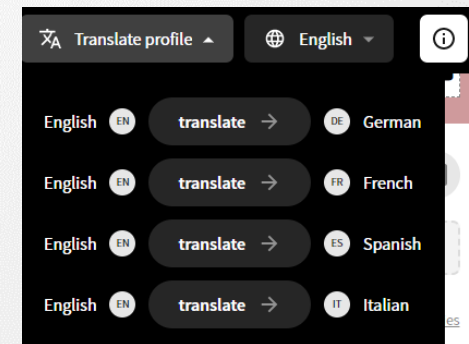 Translate profile English
English EN translate → DE German
English EN translate → FR French
English EN translate → ES Spanish
English EN translate → IT Italian
es